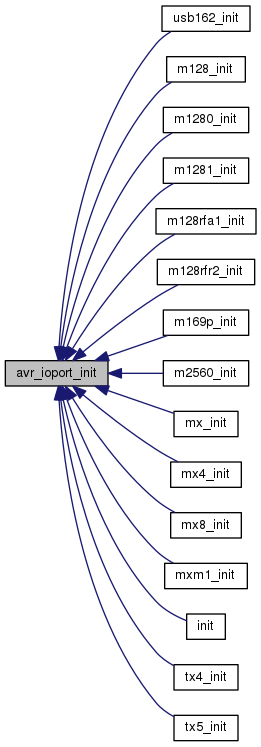 usb162_init
m128_init
m1280_init
m1281_init
m128rfa1_init
m128rfr2_init
m169p_init
avr_ioport_init
m2560_init
mx_init
mx4_init
mx8_init
mxm1_init
init
tx4_init
tx5_init